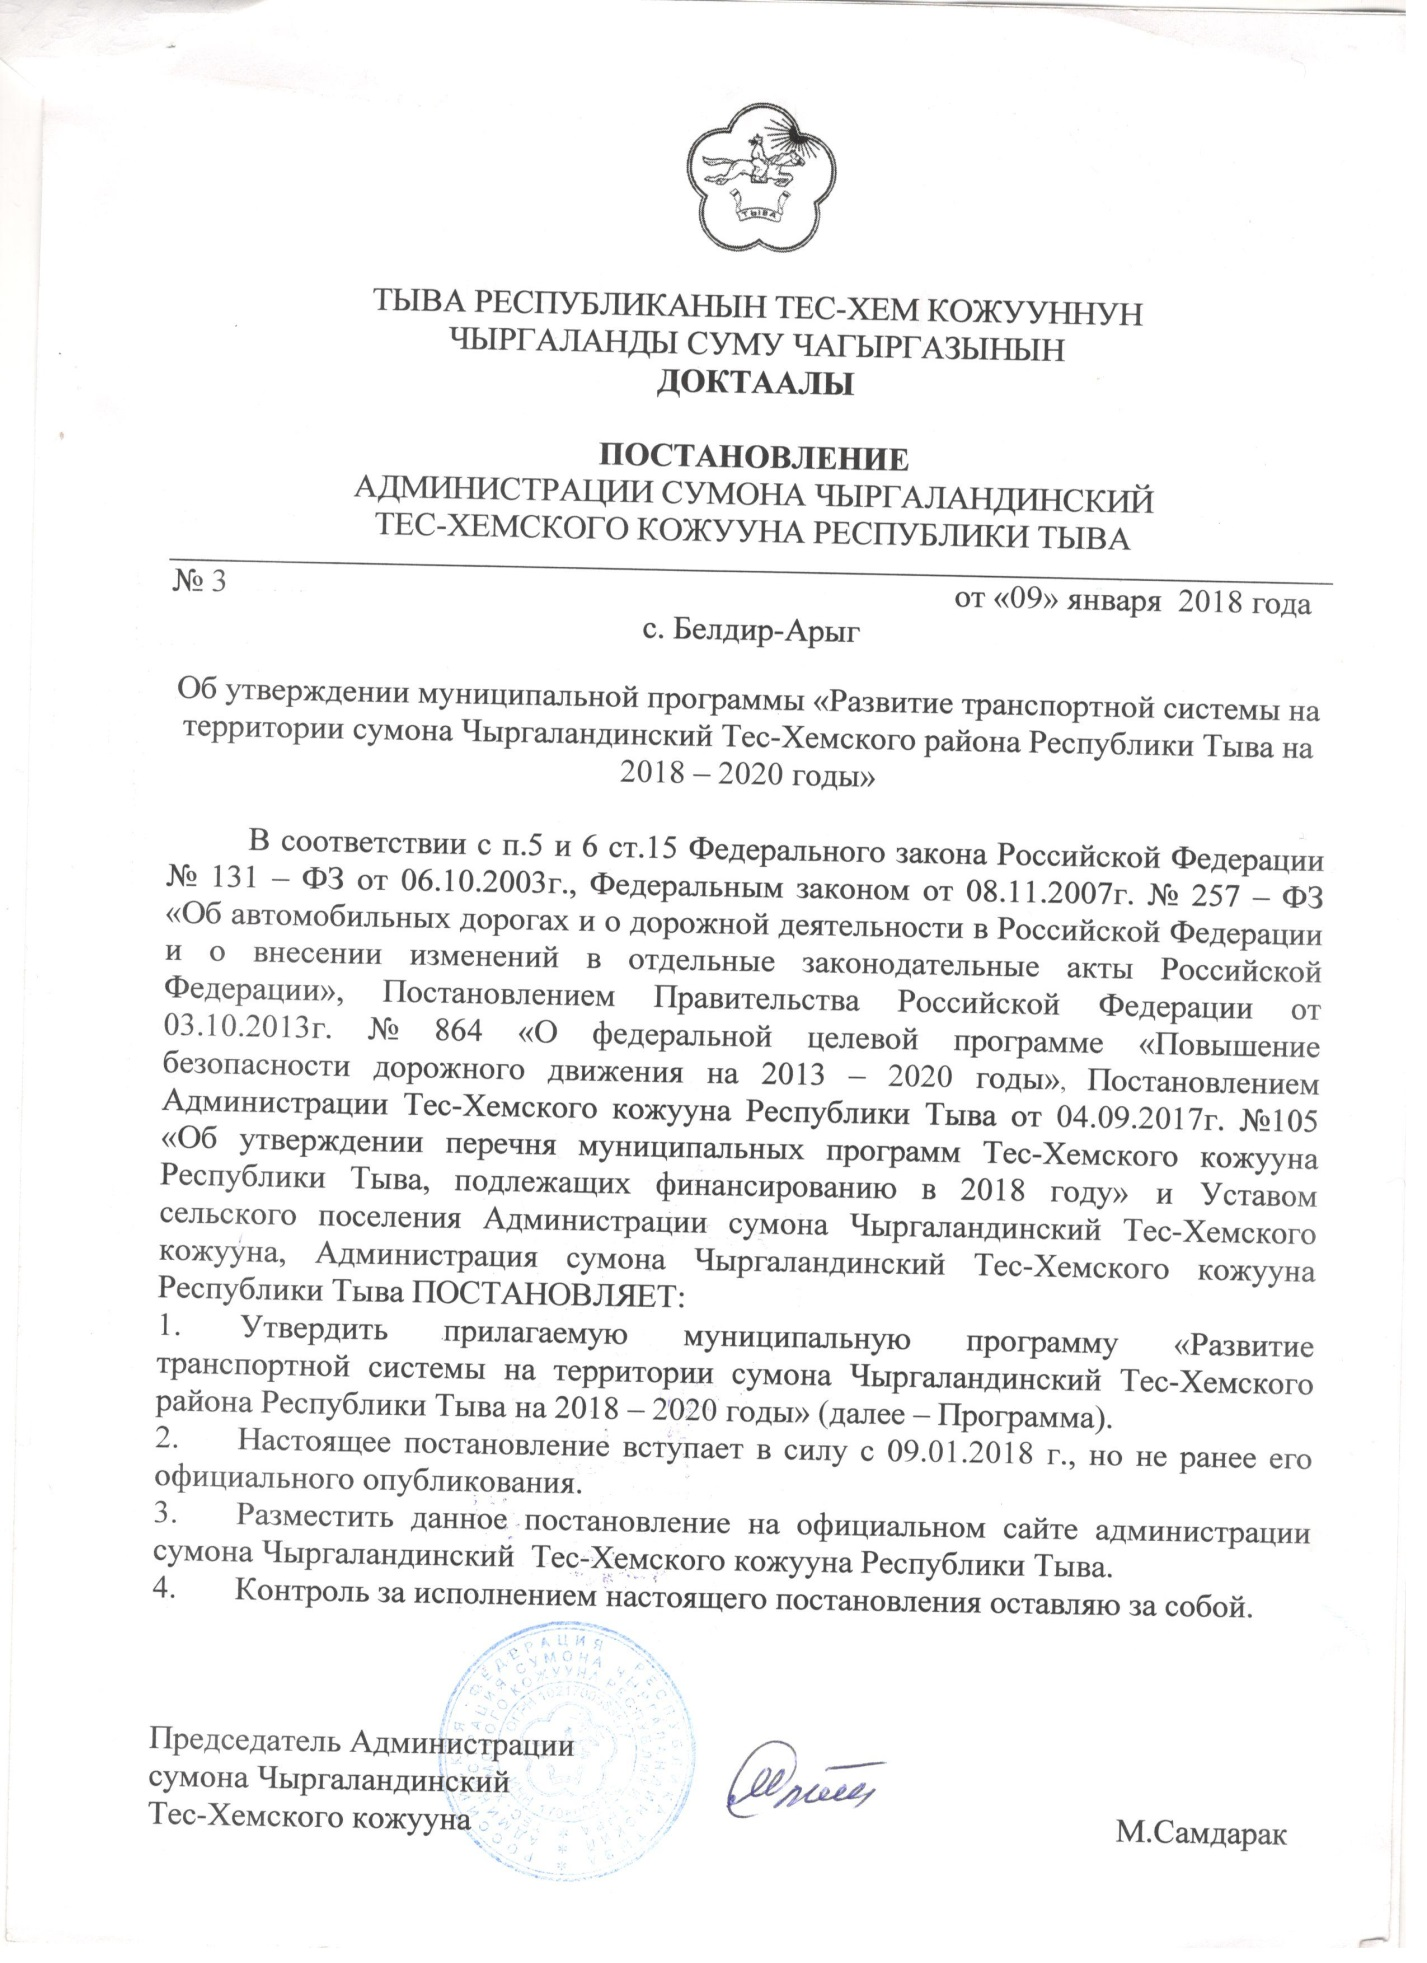 ТЫВА
ТЫВА РЕСПУБЛИКАНЫН ТЕС-ХЕМ КОЖУУННУН
ЧЫРГАЛАНДЫ СУМУ ЧАГЫРГАЗЫНЫН
ДОКТААЛЫ
ПОСТАНОВЛЕНИЕ
АДМИНИСТРАЦИИ СУМОНА ЧЫРГАЛАНДИНСКИЙ
ТЕС-ХЕМСКОГО КОЖУУНА РЕСПУБЛИКИ ТЫВА
№ 3
от «09» января 2018 года
с. Белдир-Арыг
Об утверждении муниципальной программы «Развитие транспортной системы на
территории сумона Чыргаландинский Тес-Хемского района Республики Тыва на
2018 – 2020 годы»
В соответствии с п.5 и 6 ст.15 Федерального закона Российской Федерации
№ 131 – ФЗ от 06.10.2003г., Федеральным законом от 08.11.2007г. № 257 – ФЗ
«Об автомобильных дорогах и о дорожной деятельности в Российской Федерации
и о внесении изменений в отдельные законодательные акты Российской
Федерации», Постановлением Правительства Российской Федерации от
03.10.2013г. № 864 «О федеральной целевой программе «Повышение
безопасности дорожного движения на 2013 – 2020 годы», Постановлением
Администрации Тес-Хемского кожууна Республики Тыва от 04.09.2017г. №105
«Об утверждении перечня муниципальных программ Тес-Хемского кожууна
Республики Тыва, подлежащих финансированию в 2018 году» и Уставом
сельского поселения Администрации сумона Чыргаландинский Тес-Хемского
кожууна, Администрация сумона Чыргаландинский Тес-Хемского кожууна
Республики Тыва ПОСТАНОВЛЯЕТ:
1. Утвердить прилагаемую муниципальную программу «Развитие
транспортной системы на территории сумона Чыргаландинский Тес-Хемского
района Республики Тыва на 2018 – 2020 годы» (далее – Программа).
2. Настоящее постановление вступает в силу с 09.01.2018 г., но не ранее его
официального опубликования.
3. Разместить данное постановление на официальном сайте администрации
сумона Чыргаландинский Тес-Хемского кожууна Республики Тыва.
4. Контроль за исполнением настоящего постановления оставляю за собой.
Председатель Администрации
сумона Чыргаландинский
Тес-Хемского кожууна
М.Самдарак